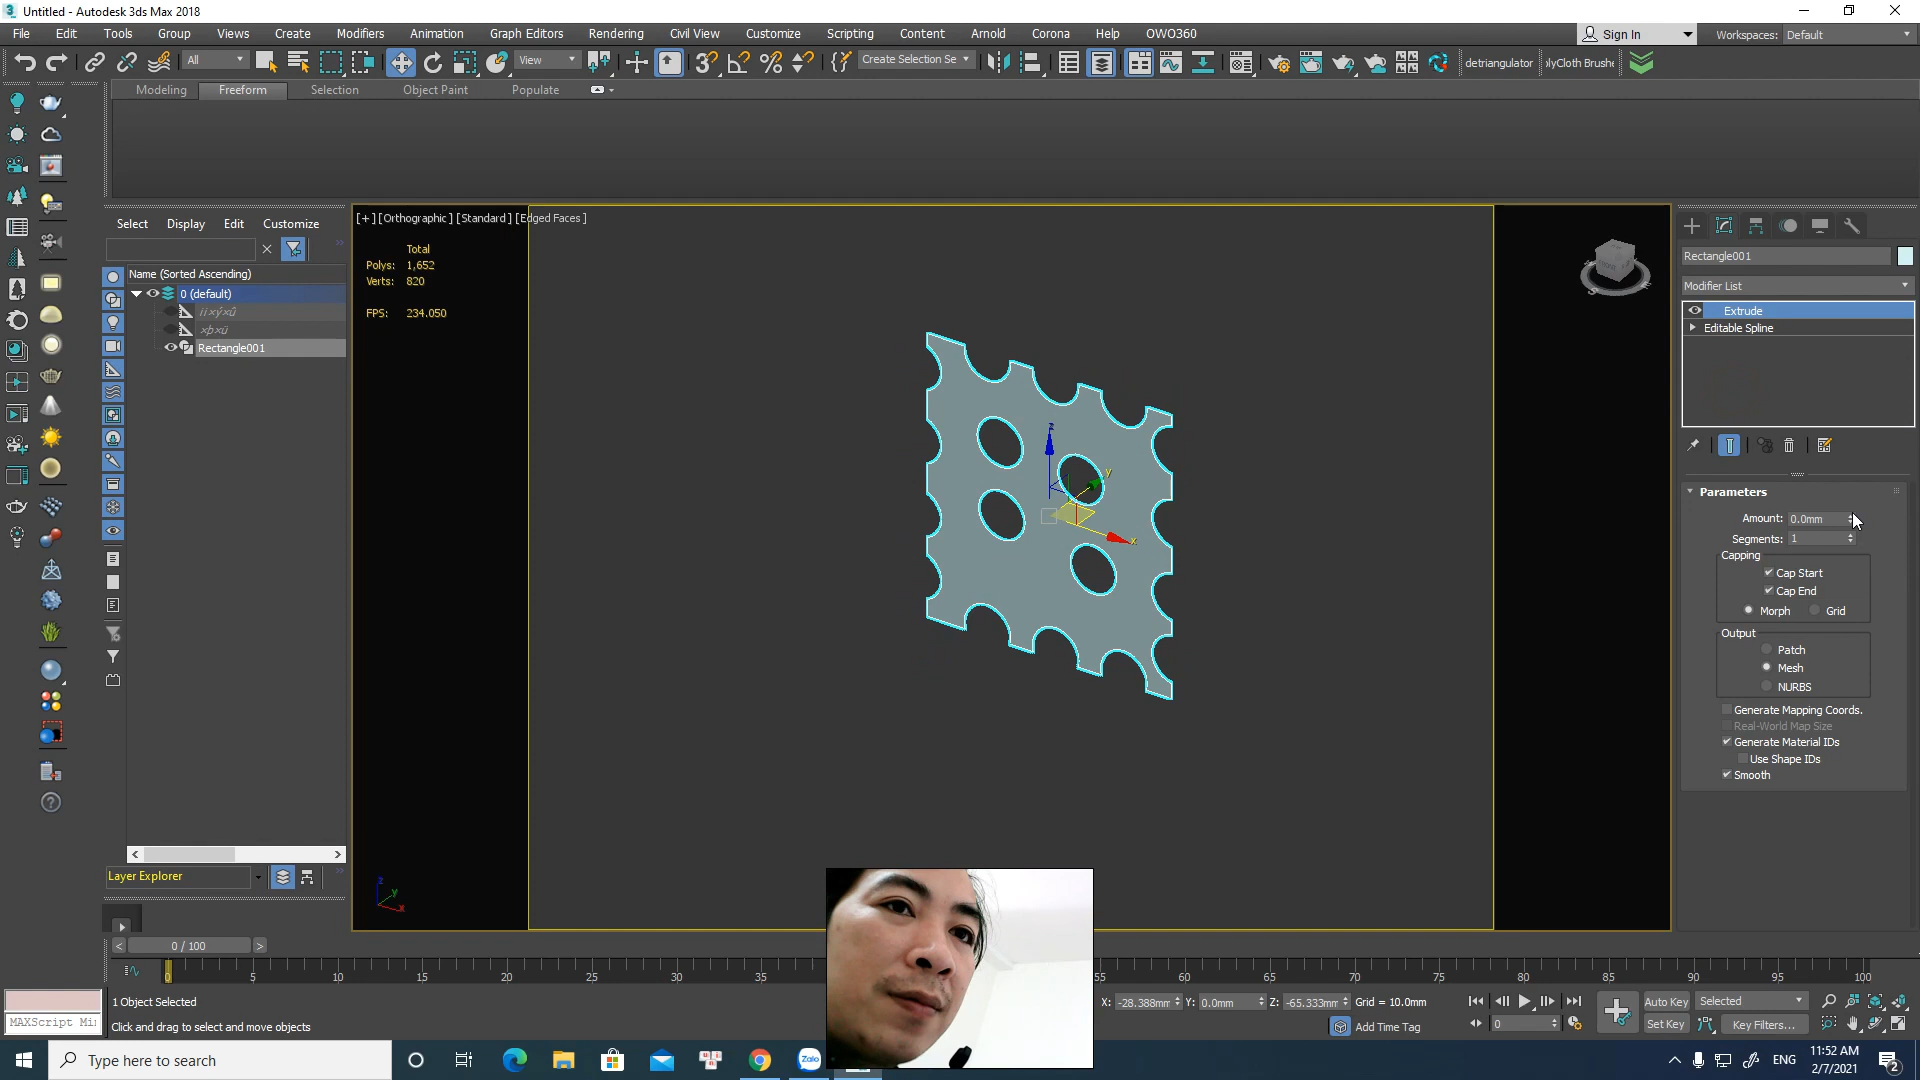 Untitled - Autodesk 3ds Max 2018
File Edit Tools Group Views Create Modifiers Animation Graph Editors Rendering Civil View Customize Scripting Content Arnold Corona Help OWO360 Sign In Workspaces: Default
All View Create Selection Se detriangulator
Modeling Freeform Selection Object Paint Populate
Select Display Edit Customize
[+] [Orthographic ] [Standard ] [Edged Faces ]
Total
Polys: 1,652
Verts: 820
FPS: 234.050
Name (Sorted Ascending)
0 (default)
Rectangle001
Layer Explorer
z
y
x
z
y
x
Rectangle001
Modifier List
Extrude
Editable Spline
Parameters
Amount: 0.0mm
Segments: 1
Capping
Cap Start
Cap End
Morph Grid
Output
Patch
Mesh
NURBS
Generate Mapping Coords.
Real-World Map Size
Generate Material IDs
Use Shape IDs
Smooth
< 0 / 100 >
0 5 10 15 20 25 30 35 55 60 65 70 75 80 85 90 95 100
1 Object Selected X: -28.388mm Y: 0.0mm Z: -65.333mm Grid = 10.0mm Auto Key Selected
MAXScript Mi Click and drag to select and move objects Add Time Tag 0 Set Key Key Filters...
Type here to search Zalo ENG 11:52 AM
2/7/2021 2